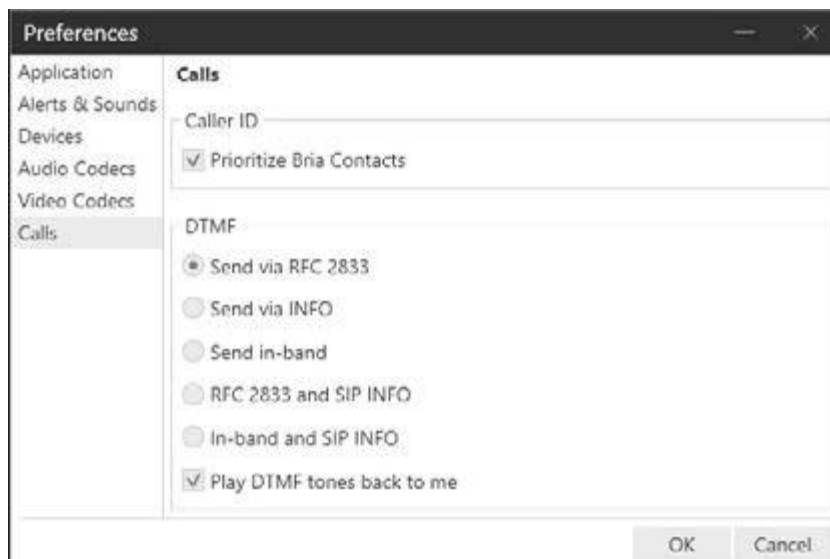 Preferences
Application
Alerts & Sounds
Devices
Audio Codecs
Video Codecs
Calls
Calls
Caller ID
Prioritize Bria Contacts
DTMF
Send via RFC 2833
Send via INFO
Send in-band
RFC 2833 and SIP INFO
In-band and SIP INFO
Play DTMF tones back to me
OK
Cancel